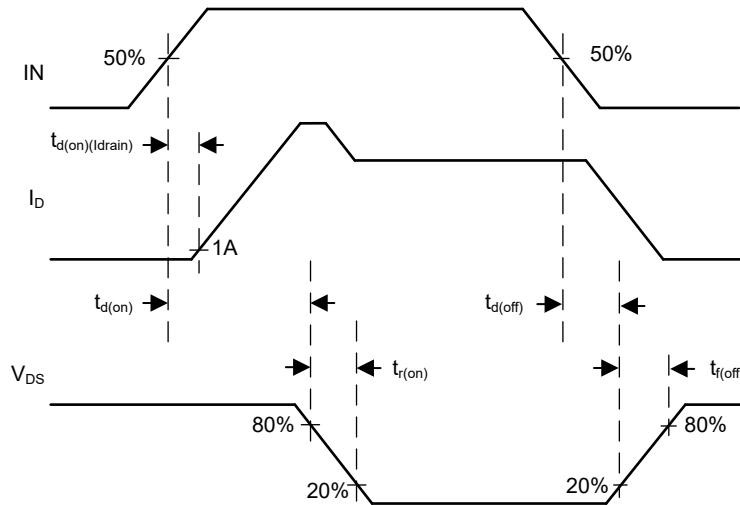 50%
50%
IN
td(on)(Idrain)
ID
1A
td(on)
td(off)
VDS
tr(on)
tf(off
80%
80%
20%
20%